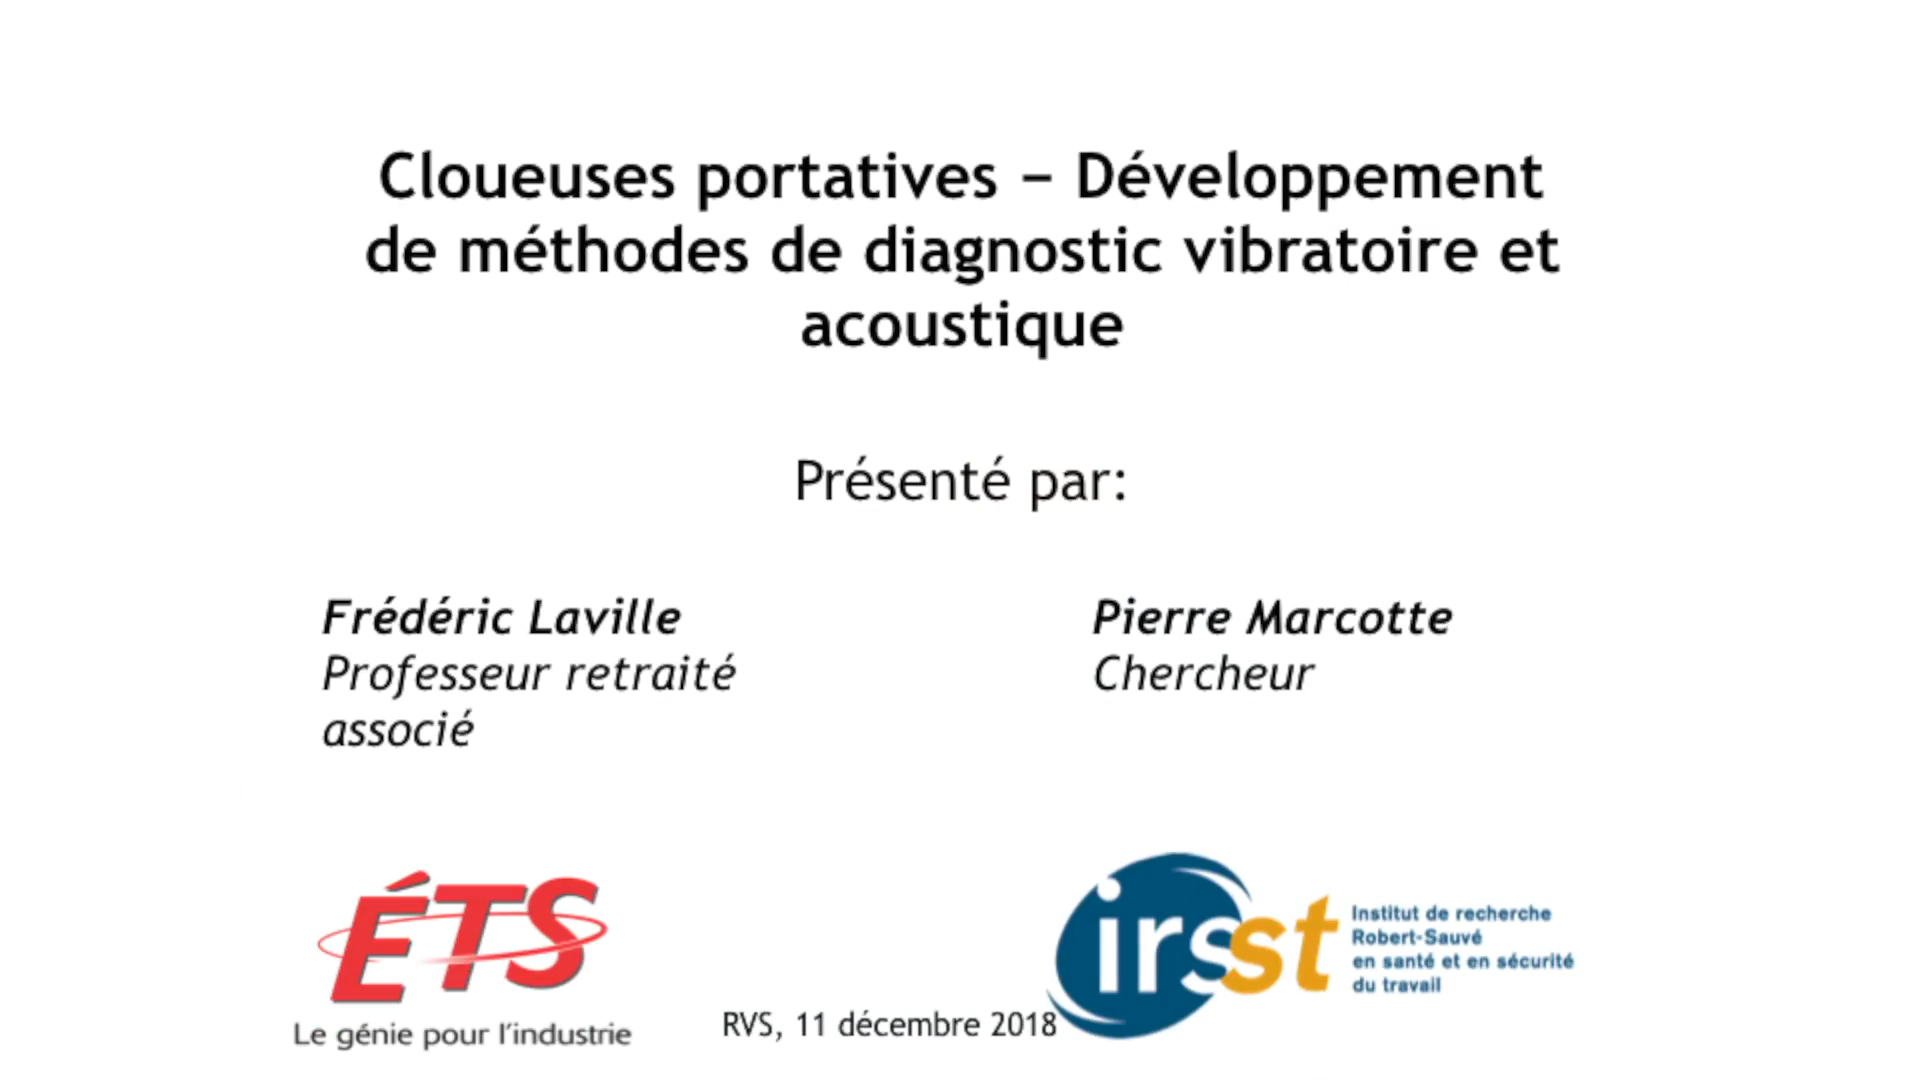 Cloueuses portatives – Développement
de méthodes de diagnostic vibratoire et
acoustique
Présenté par:
Frédéric Laville
Professeur retraité
associé
Pierre Marcotte
Chercheur
ÉTS
Le génie pour l'industrie
RVS, 11 décembre 2018
irsst
Institut de recherche
Robert-Sauvé
en santé et en sécurité
du travail